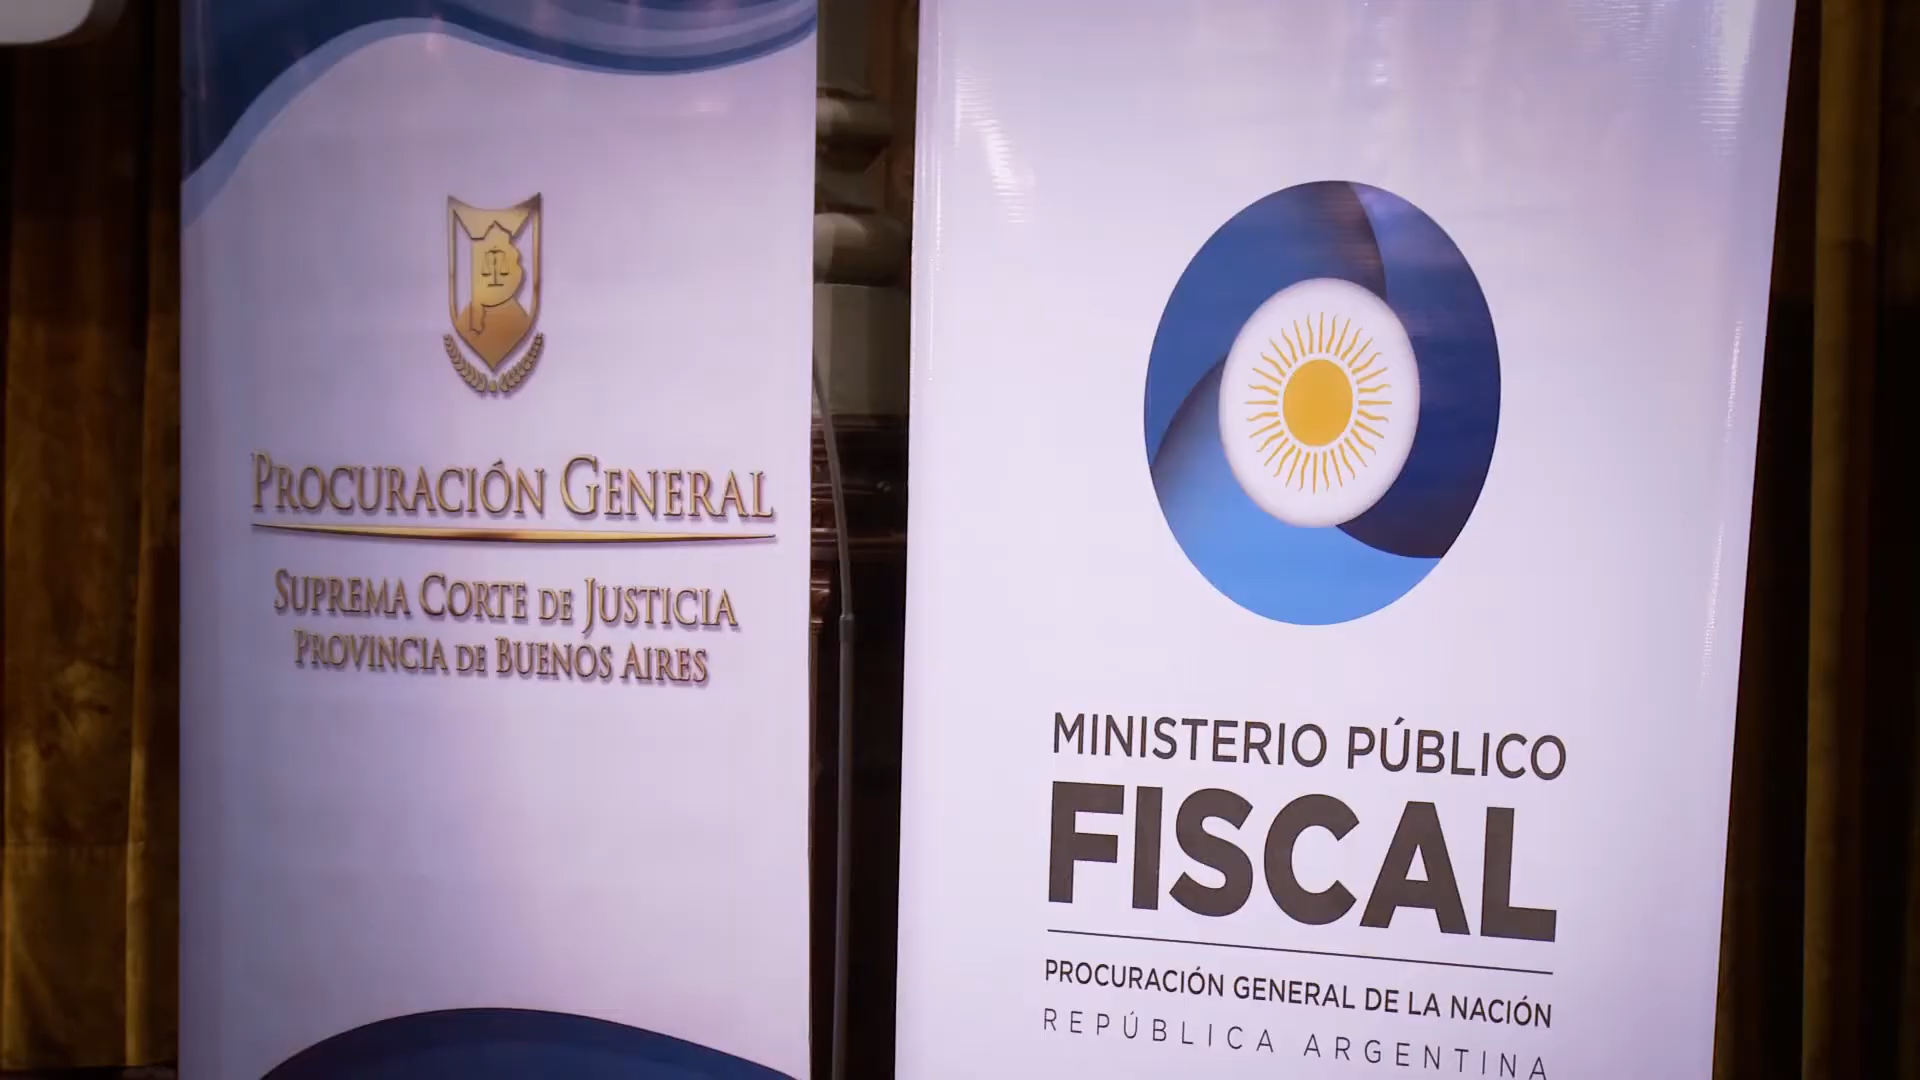 PROCURACIÓN GENERAL
SUPREMA CORTE DE JUSTICIA
PROVINCIA DE BUENOS AIRES
MINISTERIO PÚBLICO
FISCAL
PROCURACIÓN GENERAL DE LA NACIÓN
REPÚBLICA ARGENTINA